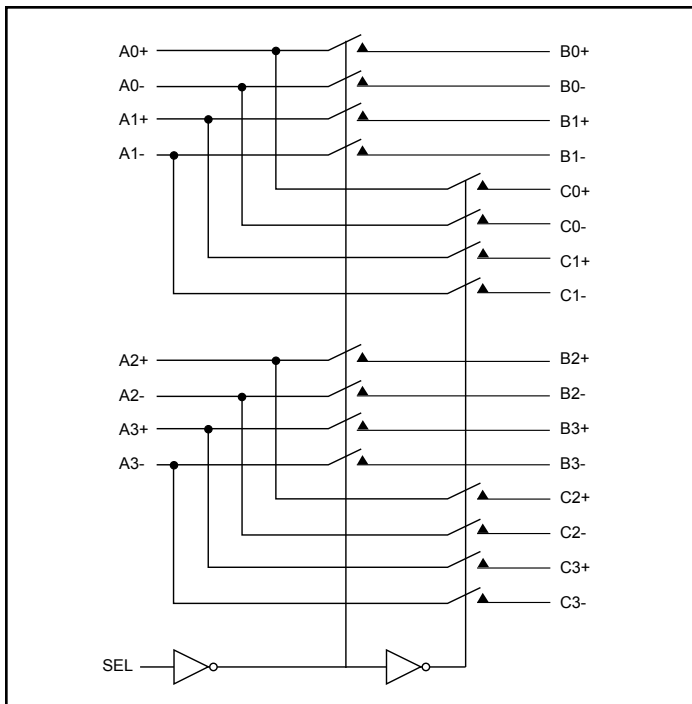 A0+
B0+
A0-
B0-
A1+
B1+
A1-
B1-
C0+
C0-
C1+
C1-
A2+
B2+
A2-
B2-
A3+
B3+
A3-
B3-
C2+
C2-
C3+
C3-
SEL